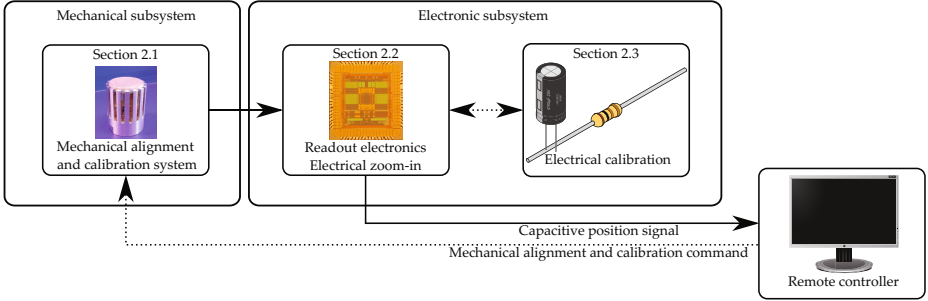 Mechanical subsystem
Electronic subsystem
Section 2.1
Section 2.2
Section 2.3
Mechanical alignment
and calibration system
Readout electronics
Electrical zoom-in
Electrical calibration
Capacitive position signal
Mechanical alignment and calibration command
Remote controller